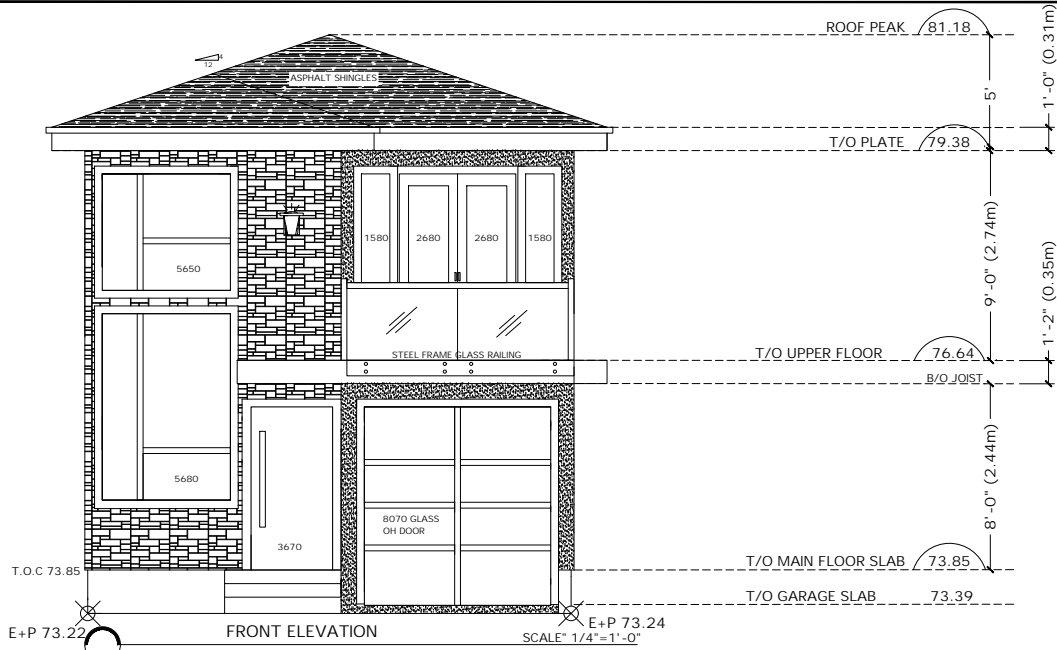 ROOF PEAK 81.18
1'-0" (0.31m)
4
12
ASPHALT SHINGLES
5'
T/O PLATE 79.38
9'-0" (2.74m)
1580 2680 2680 1580
5650
1'-2" (0.35m)
STEEL FRAME GLASS RAILING
T/O UPPER FLOOR 76.64
B/O JOIST
8'-0" (2.44m)
5680
8070 GLASS
OH DOOR
3670
T.O.C 73.85
T/O MAIN FLOOR SLAB 73.85
T/O GARAGE SLAB 73.39
E+P 73.22
FRONT ELEVATION
E+P 73.24
SCALE" 1/4"=1'-0"